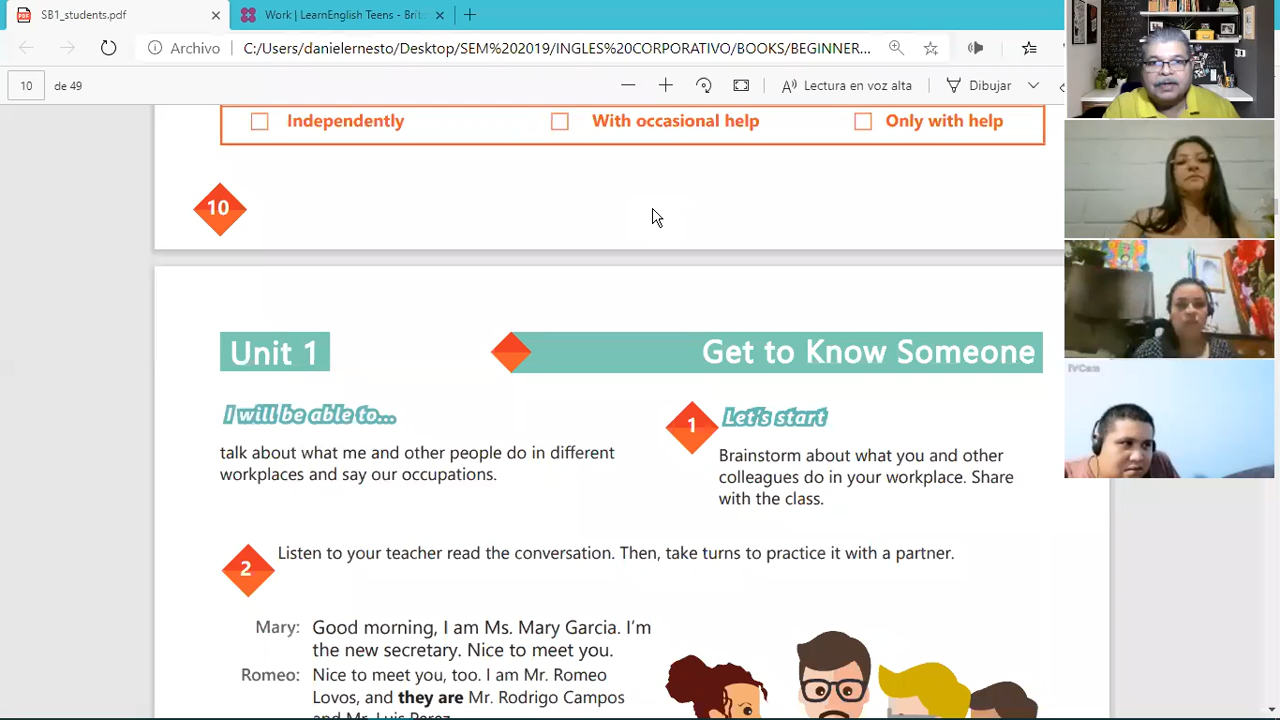 SB1_students.pdf
Work | LearnEnglish Teens - Brit
Archivo
C:/Users/danielernesto/Desktop/SEM%202019/INGLES%20CORPORATIVO/BOOKS/BEGINNER...
10 de 49
Lectura en voz alta
Dibujar
Independently
With occasional help
Only with help
10
Unit 1
Get to Know Someone
I will be able to...
talk about what me and other people do in different
workplaces and say our occupations.
1
Let's start
Brainstorm about what you and other
colleagues do in your workplace. Share
with the class.
2
Listen to your teacher read the conversation. Then, take turns to practice it with a partner.
Mary: Good morning, I am Ms. Mary Garcia. I'm
the new secretary. Nice to meet you.
Romeo: Nice to meet you, too. I am Mr. Romeo
Lovos, and they are Mr. Rodrigo Campos
and Mr. Luis Perez
iVCam